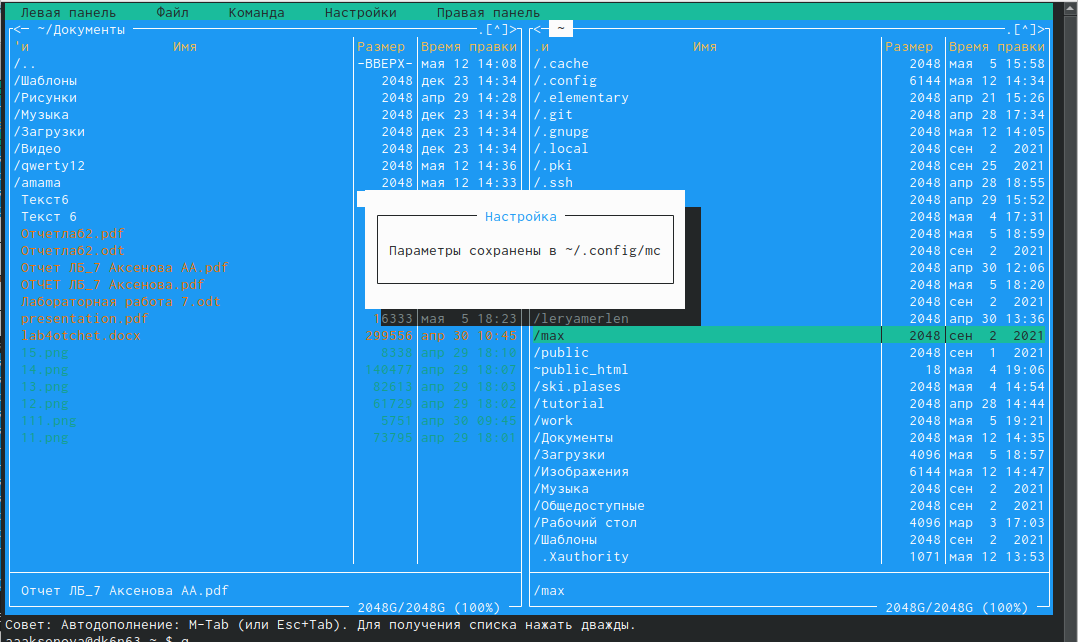 Левая панель Файл Команда Настройки Правая панель
<─ ~/Документы .[^]>
'и Имя Размер Время правки
/.. -ВВЕРХ- мая 12 14:08
/Шаблоны 2048 дек 23 14:34
/Рисунки 2048 апр 29 14:28
/Музыка 2048 дек 23 14:34
/Загрузки 2048 дек 23 14:34
/Видео 2048 дек 23 14:34
/qwerty12 2048 мая 12 14:36
/amama 2048 мая 12 14:33
Текст6
Текст 6
Отчетлаб2.pdf
Отчетлаб2.odt
Отчет ЛБ_7 Аксенова АА.pdf
ОТЧЕТ ЛБ_7 Аксенова.pdf
Лабораторная работа 7.odt
presentation.pdf 16333 мая 5 18:23
lab4otchet.docx 299556 апр 30 10:45
15.png 8338 апр 29 18:10
14.png 140477 апр 29 18:07
13.png 82613 апр 29 18:03
12.png 61729 апр 29 18:02
111.png 5751 апр 30 09:45
11.png 73795 апр 29 18:01
Отчет ЛБ_7 Аксенова АА.pdf
2048G/2048G (100%)
<─ ~ .[^]>
.и Имя Размер Время правки
/.cache 2048 мая 5 15:58
/.config 6144 мая 12 14:34
/.elementary 2048 апр 21 15:26
/.git 2048 апр 28 17:34
/.gnupg 2048 мая 12 14:05
/.local 2048 сен 2 2021
/.pki 2048 сен 25 2021
/.ssh 2048 апр 28 18:55
2048 апр 29 15:52
2048 мая 4 17:31
2048 мая 5 18:59
2048 сен 2 2021
2048 апр 30 12:06
2048 мая 5 18:20
2048 сен 2 2021
/leryamerlen 2048 апр 30 13:36
/max 2048 сен 2 2021
/public 2048 сен 1 2021
~public_html 18 мая 4 19:06
/ski.plases 2048 мая 4 14:54
/tutorial 2048 апр 28 14:44
/work 2048 мая 5 19:21
/Документы 2048 мая 12 14:35
/Загрузки 4096 мая 5 18:57
/Изображения 6144 мая 12 14:47
/Музыка 2048 сен 2 2021
/Общедоступные 2048 сен 2 2021
/Рабочий стол 4096 мар 3 17:03
/Шаблоны 2048 сен 2 2021
.Xauthority 1071 мая 12 13:53
/max
2048G/2048G (100%)
Настройка
Параметры сохранены в ~/.config/mc
Совет: Автодополнение: M-Tab (или Esc+Tab). Для получения списка нажать дважды.
aaaksenova@dk6n63 ~ $